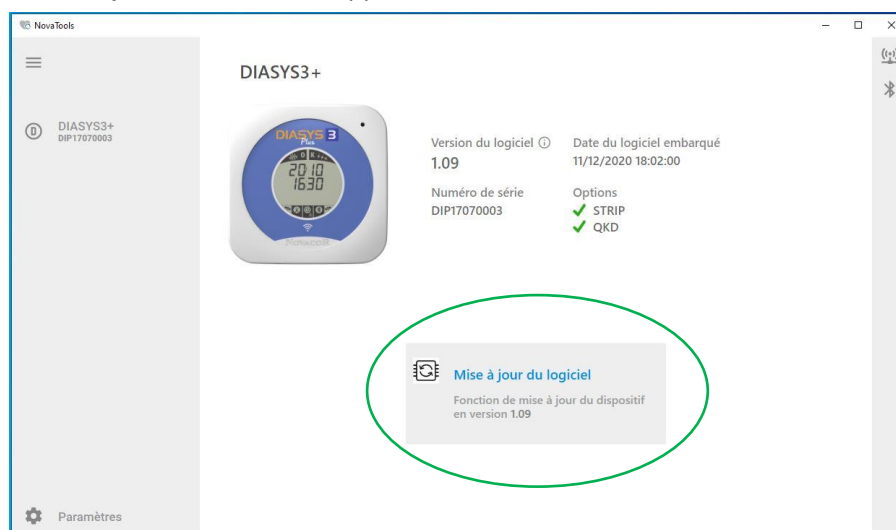 NovaTools
DIASYS3+
DIASYS3+
DIP17070003
DIASYS 3
Plus
2010
1630
NOVACOR
Version du logiciel
1.09
Date du logiciel embarqué
11/12/2020 18:02:00
Numéro de série
DIP17070003
Options
STRIP
QKD
Mise à jour du logiciel
Fonction de mise à jour du dispositif
en version 1.09
Paramètres